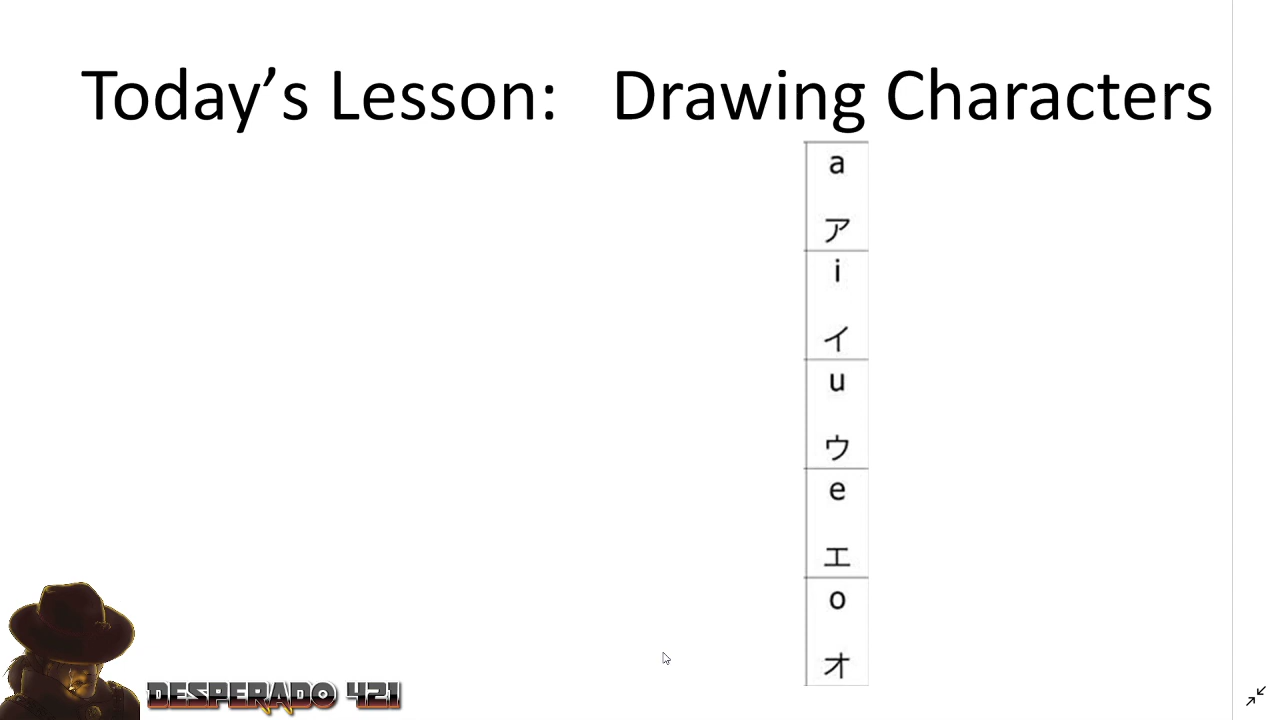 Today’s Lesson:   Drawing Characters
a
ア
i
イ
u
ウ
e
エ
o
オ
DESPERADO 421